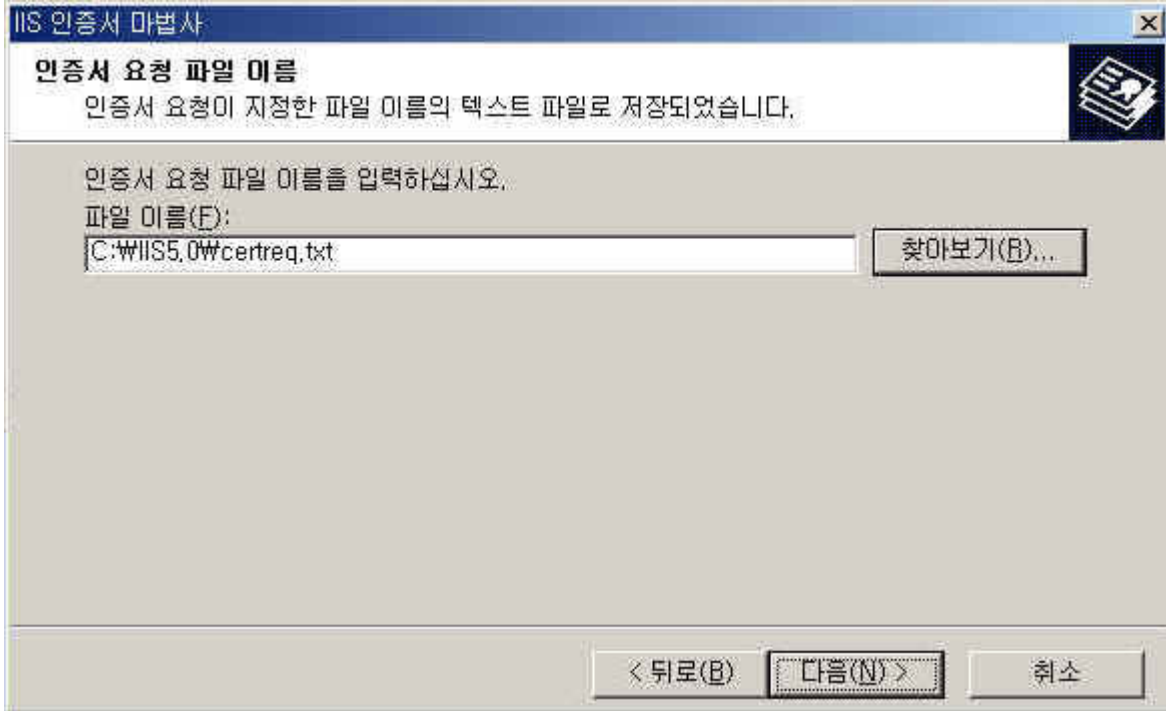 IIS 인증서 마법사
인증서 요청 파일 이름
인증서 요청이 지정한 파일 이름의 텍스트 파일로 저장되었습니다.
인증서 요청 파일 이름을 입력하십시오.
파일 이름(F):
C:₩IIS5.0₩certreq.txt
찾아보기(R)...
< 뒤로(B)
다음(N) >
취소